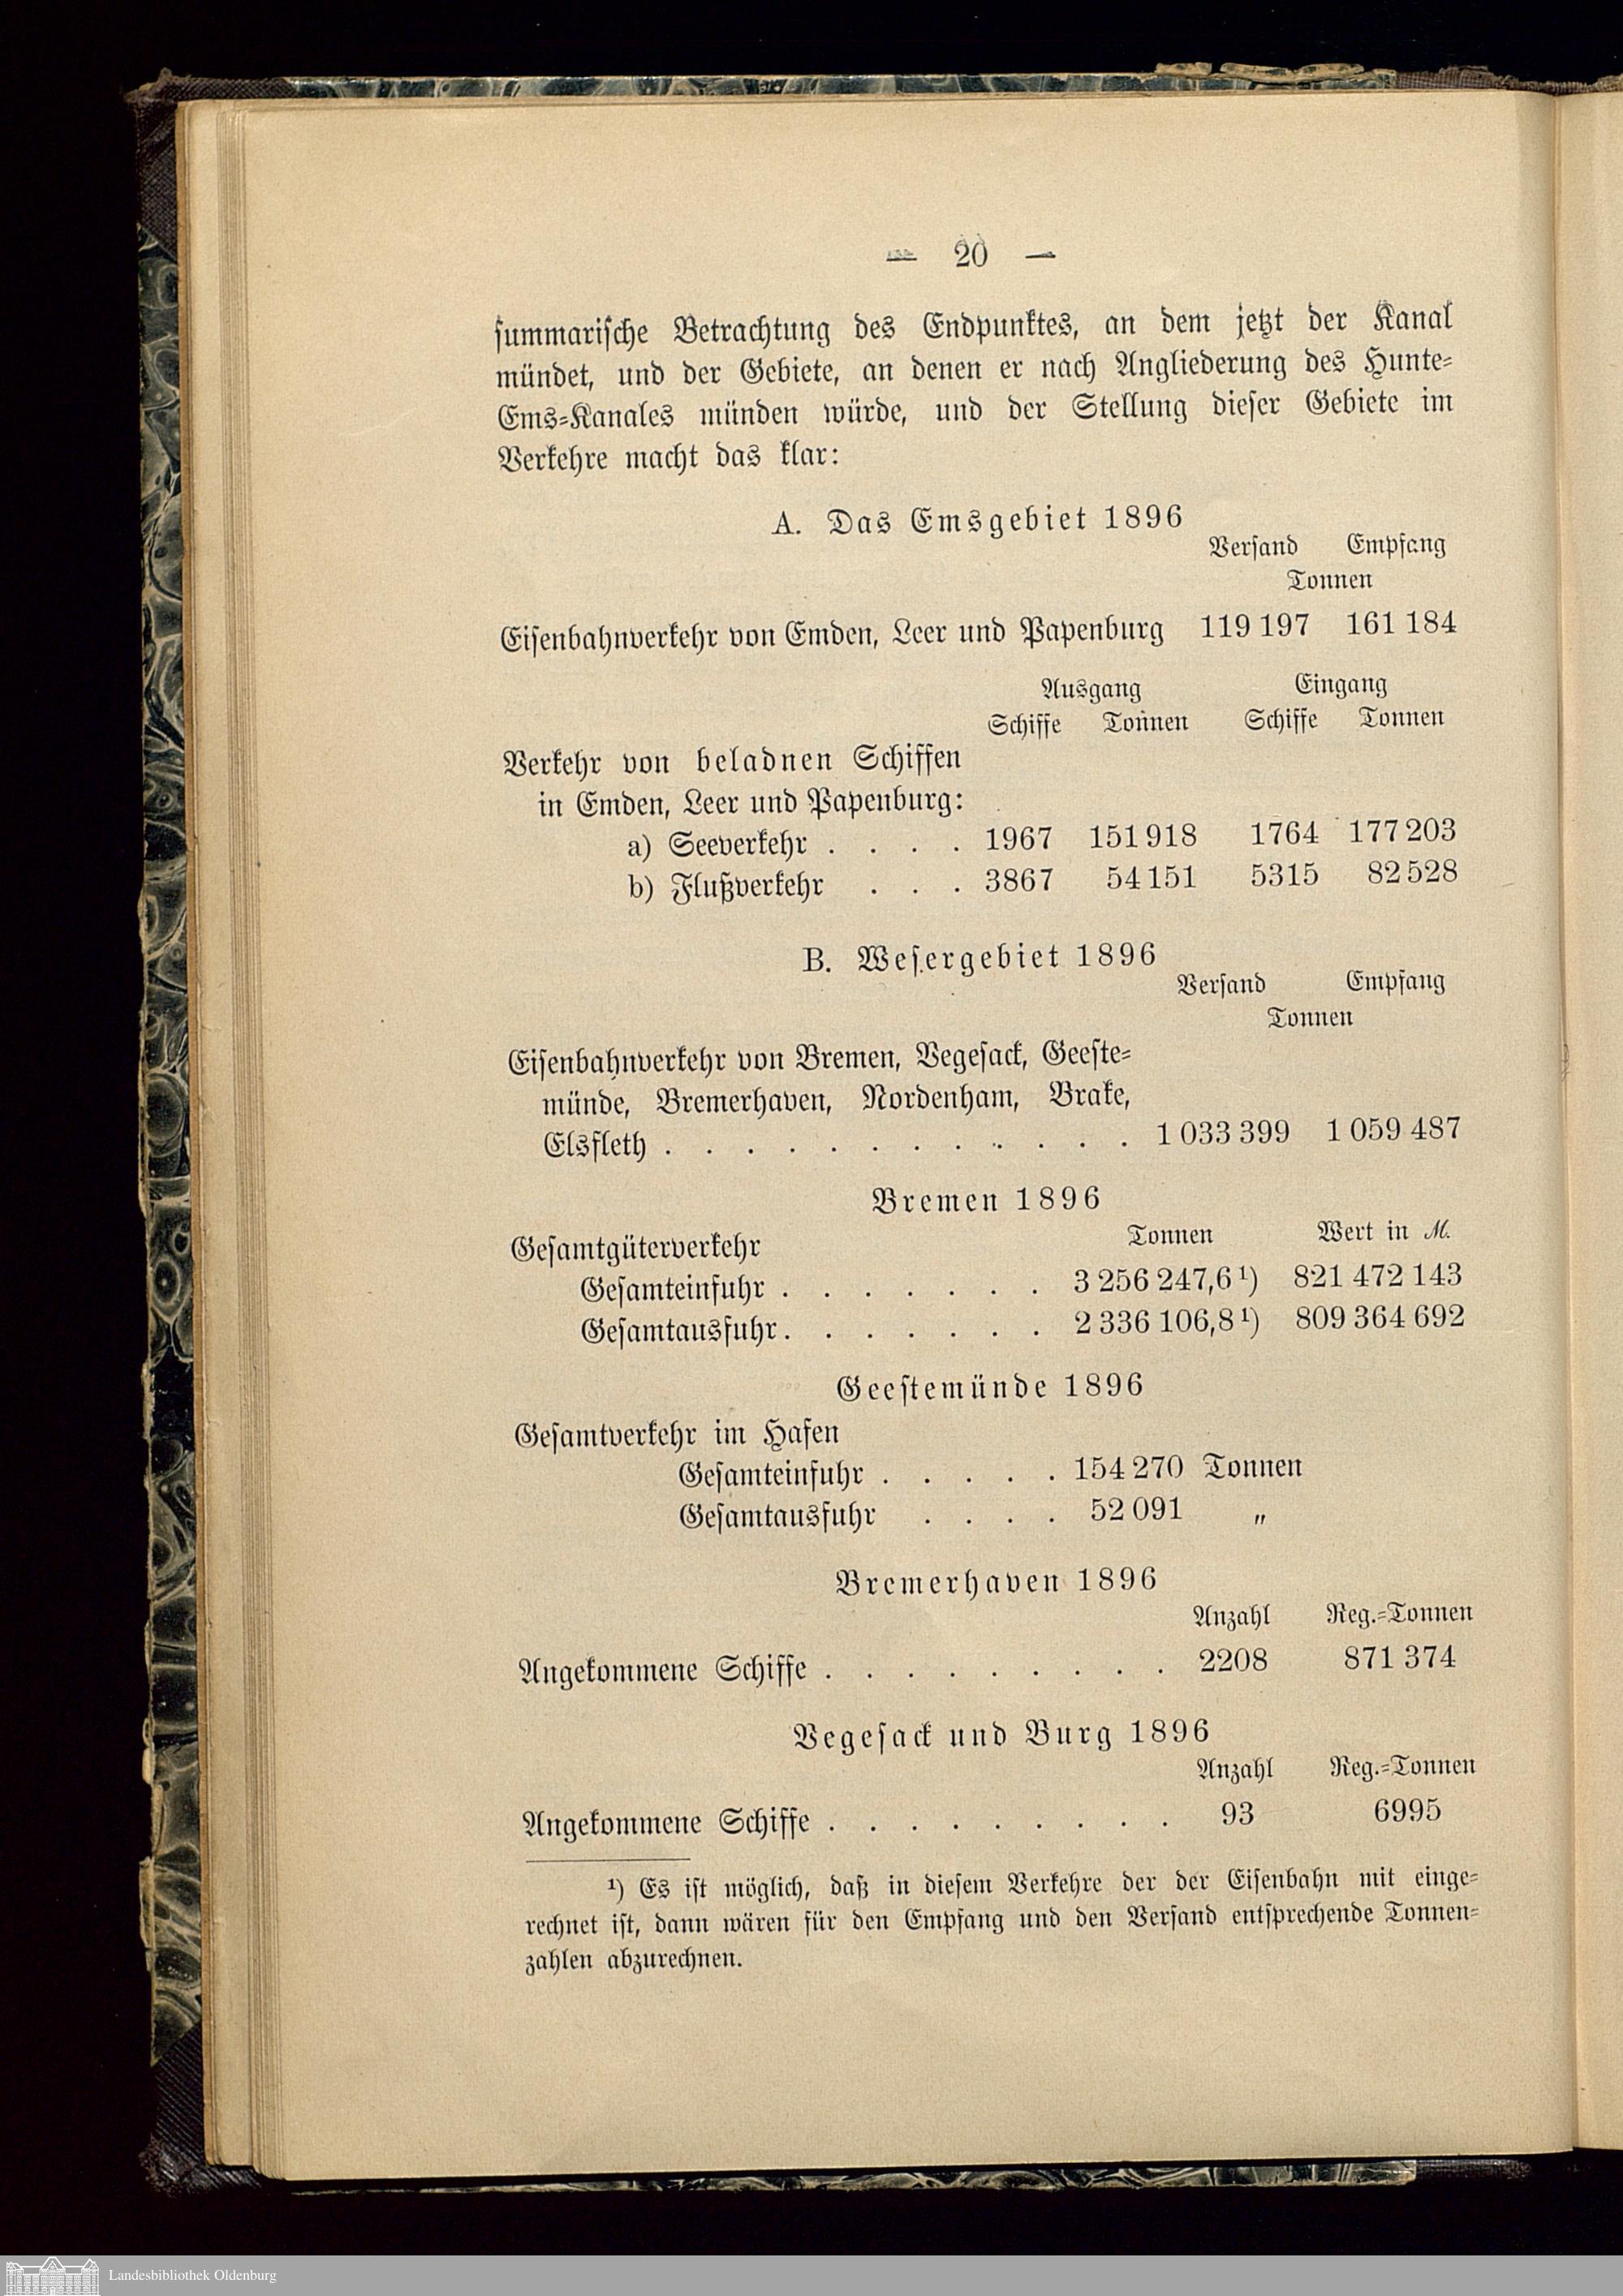 — 20 —
summarische Betrachtung des Endpunktes, an dem jetzt der Kanal
mündet, und der Gebiete, an denen er nach Angliederung des Hunte-
Ems-Kanales münden würde, und der Stellung dieser Gebiete im
Verkehre macht das klar:
A. Das Emsgebiet 1896
Versand Empfang
Tonnen
Eisenbahnverkehr von Emden, Leer und Papenburg 119 197 161 184
Ausgang Eingang
Schiffe Tonnen Schiffe Tonnen
Verkehr von beladnen Schiffen
in Emden, Leer und Papenburg:
a) Seeverkehr . . . . 1967 151 918 1764 177 203
b) Flußverkehr . . . 3867 54 151 5315 82 528
B. Wesergebiet 1896
Versand Empfang
Tonnen
Eisenbahnverkehr von Bremen, Vegesack, Geeste-
münde, Bremerhaven, Nordenham, Brake,
Elsfleth . . . . . . . . . . . . 1 033 399 1 059 487
Bremen 1896
Gesamtgüterverkehr Tonnen Wert in M.
Gesamteinfuhr . . . . . . . 3 256 247,6 ¹) 821 472 143
Gesamtausfuhr . . . . . . . 2 336 106,8 ¹) 809 364 692
Geestemünde 1896
Gesamtverkehr im Hafen
Gesamteinfuhr . . . . . 154 270 Tonnen
Gesamtausfuhr . . . . 52 091 „
Bremerhaven 1896
Anzahl Reg.-Tonnen
Angekommene Schiffe . . . . . . . . . 2208 871 374
Vegesack und Burg 1896
Anzahl Reg.-Tonnen
Angekommene Schiffe . . . . . . . . . 93 6995
¹) Es ist möglich, daß in diesem Verkehre der der Eisenbahn mit einge-
rechnet ist, dann wären für den Empfang und den Versand entsprechende Tonnen-
zahlen abzurechnen.
Landesbibliothek Oldenburg